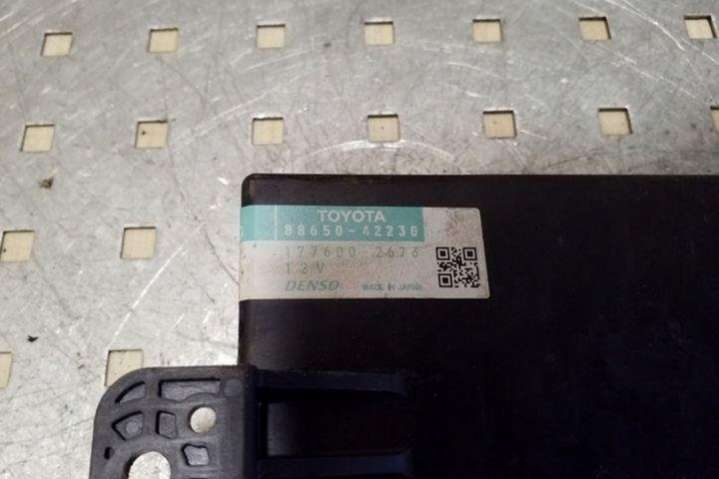 TOYOTA
88650-42230
177600 2676
12V
DENSO MADE IN JAPAN